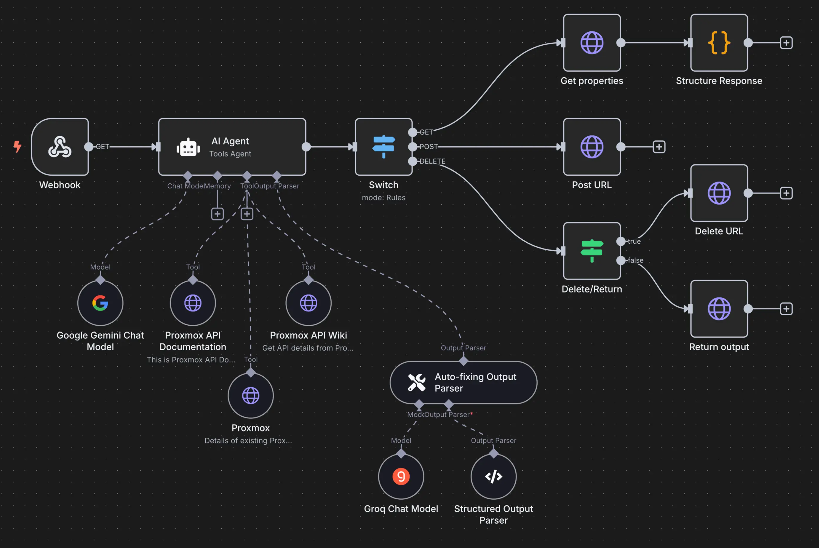 Get properties
Structure Response
GET
Webhook
AI Agent
Tools Agent
Chat Model
Memory
Tool
Output Parser
GET
POST
DELETE
Switch
mode: Rules
Post URL
true
false
Delete/Return
Delete URL
Return output
Model
Google Gemini Chat
Model
Tool
Proxmox API
Documentation
This is Proxmox API Do...
Tool
Proxmox API Wiki
Get API details from Pro...
Tool
Proxmox
Details of existing Prox...
Output Parser
Auto-fixing Output
Parser
Output Parser*
Model
Groq Chat Model
Output Parser
Structured Output
Parser